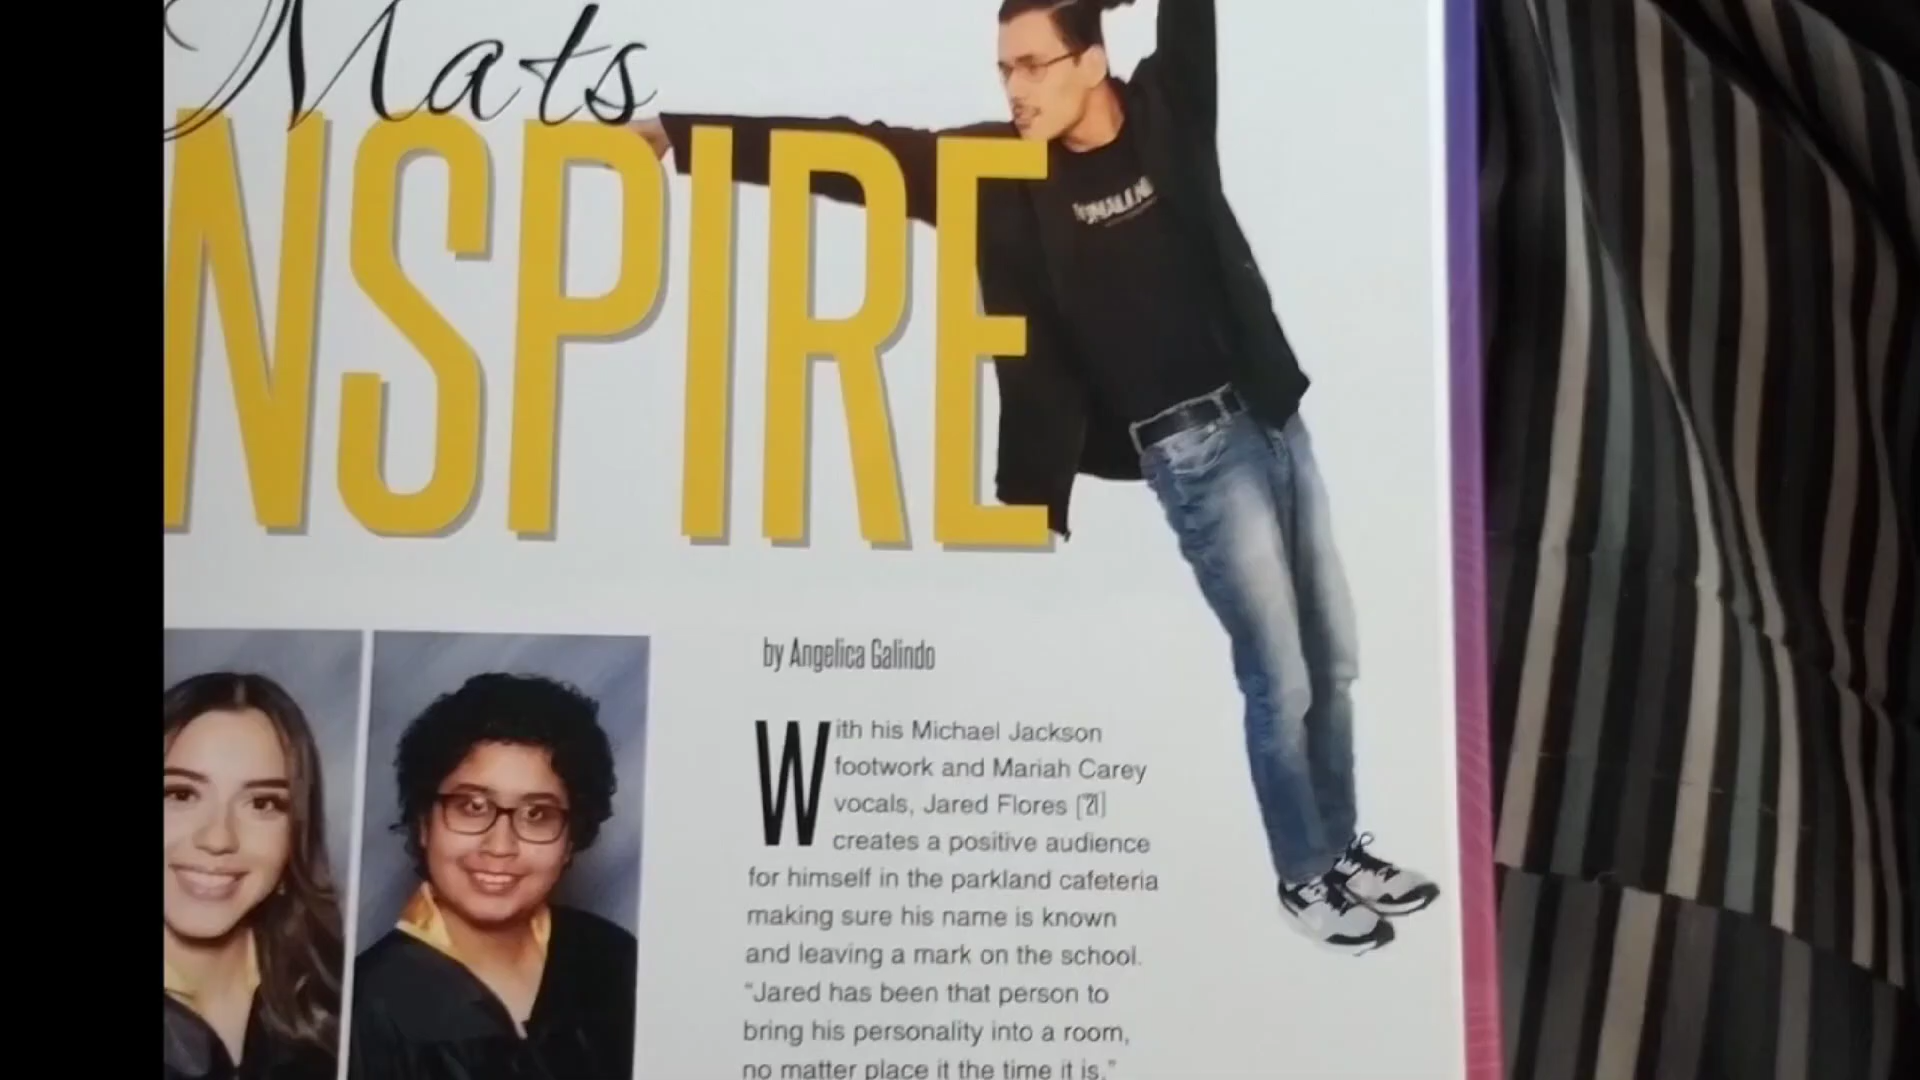 Mats
NSPIRE
by Angelica Galindo
With his Michael Jackson
footwork and Mariah Carey
vocals, Jared Flores ['21]
creates a positive audience
for himself in the parkland cafeteria
making sure his name is known
and leaving a mark on the school.
“Jared has been that person to
bring his personality into a room,
no matter place it the time it is.”